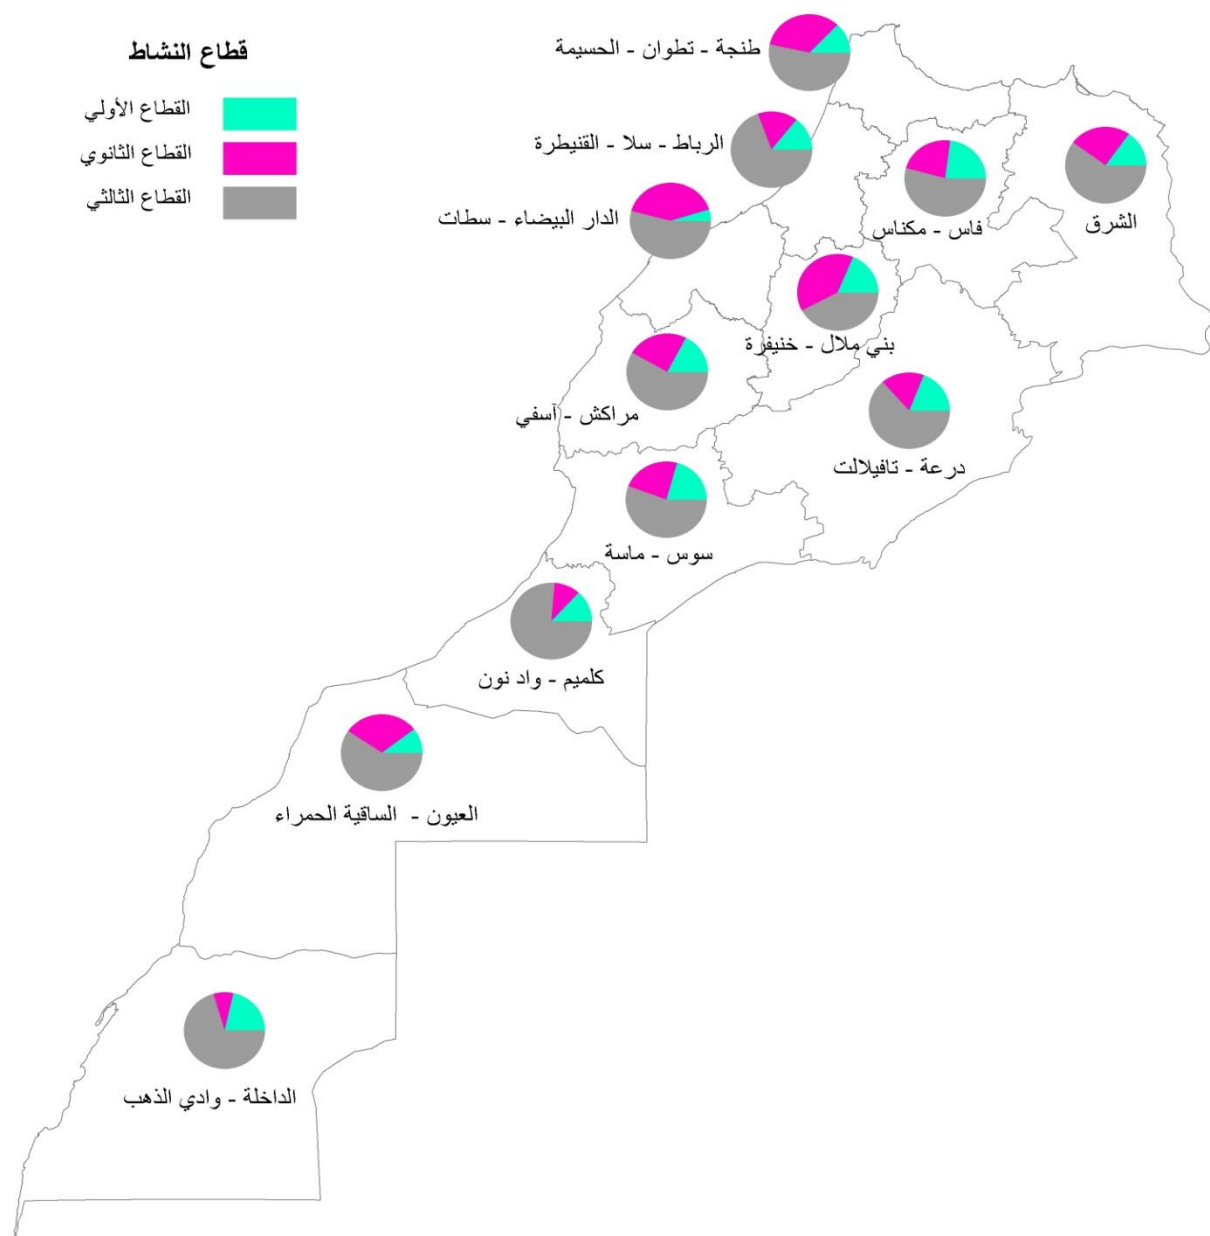 قطاع النشاط
القطاع الأولي
القطاع الثانوي
القطاع الثالثي
طنجة - تطوان - الحسيمة
الرباط - سلا - القنيطرة
الدار البيضاء - سطات
فاس - مكناس
الشرق
بني ملال - خنيفرة
مراكش - آسفي
درعة - تافيلالت
سوس - ماسة
كلميم - واد نون
العيون - الساقية الحمراء
الداخلة - وادي الذهب